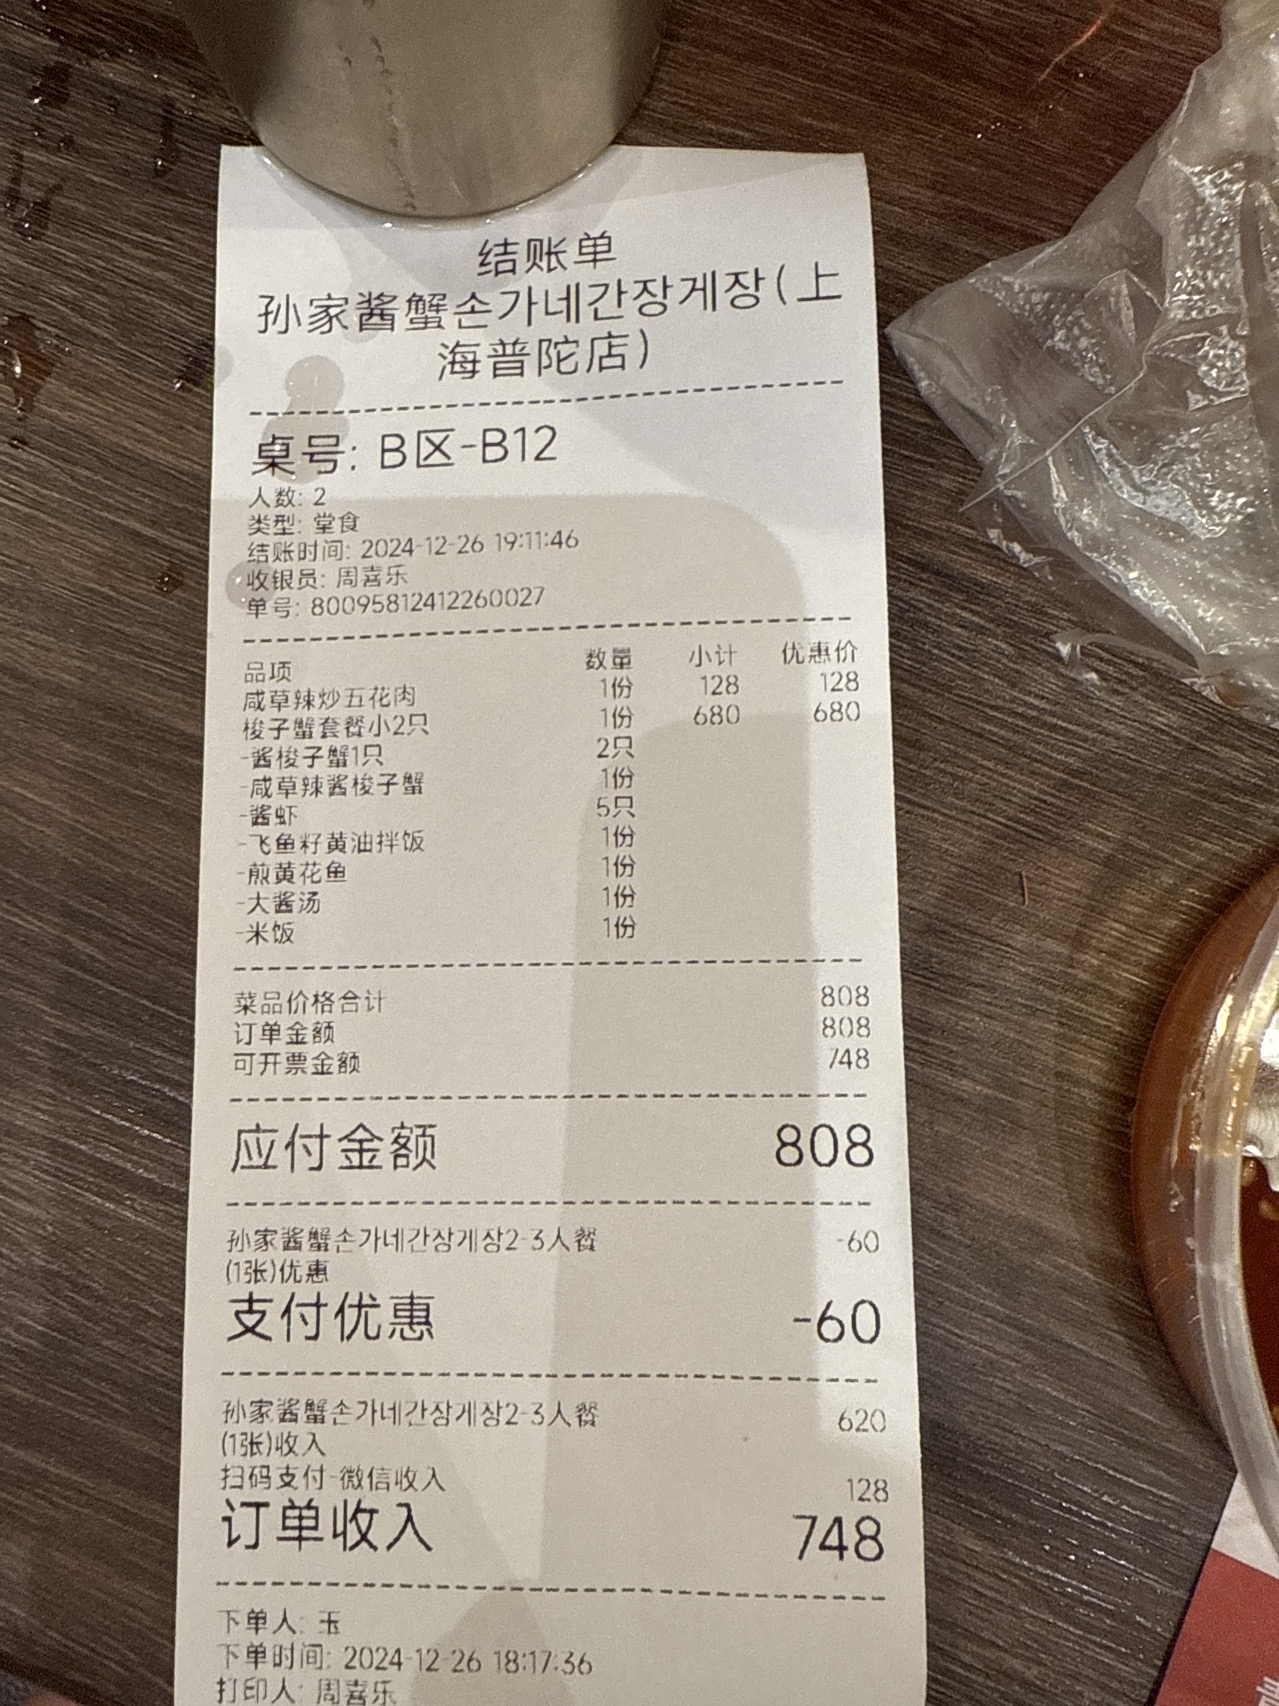 结账单
孙家酱蟹손가네간장게장(上
海普陀店)
桌号: B区-B12
人数: 2
类型: 堂食
结账时间: 2024-12-26 19:11:46
收银员: 周喜乐
单号: 80095812412260027
品项 数量 小计 优惠价
咸草辣炒五花肉 1份 128 128
梭子蟹套餐小2只 1份 680 680
-酱梭子蟹1只 2只
-咸草辣酱梭子蟹 1份
-酱虾 5只
-飞鱼籽黄油拌饭 1份
-煎黄花鱼 1份
-大酱汤 1份
-米饭 1份
菜品价格合计 808
订单金额 808
可开票金额 748
应付金额 808
孙家酱蟹손가네간장게장2-3人餐 -60
(1张)优惠
支付优惠 -60
孙家酱蟹손가네간장게장2-3人餐 620
(1张)收入
扫码支付-微信收入 128
订单收入 748
下单人: 玉
下单时间: 2024-12-26 18:17:36
打印人: 周喜乐